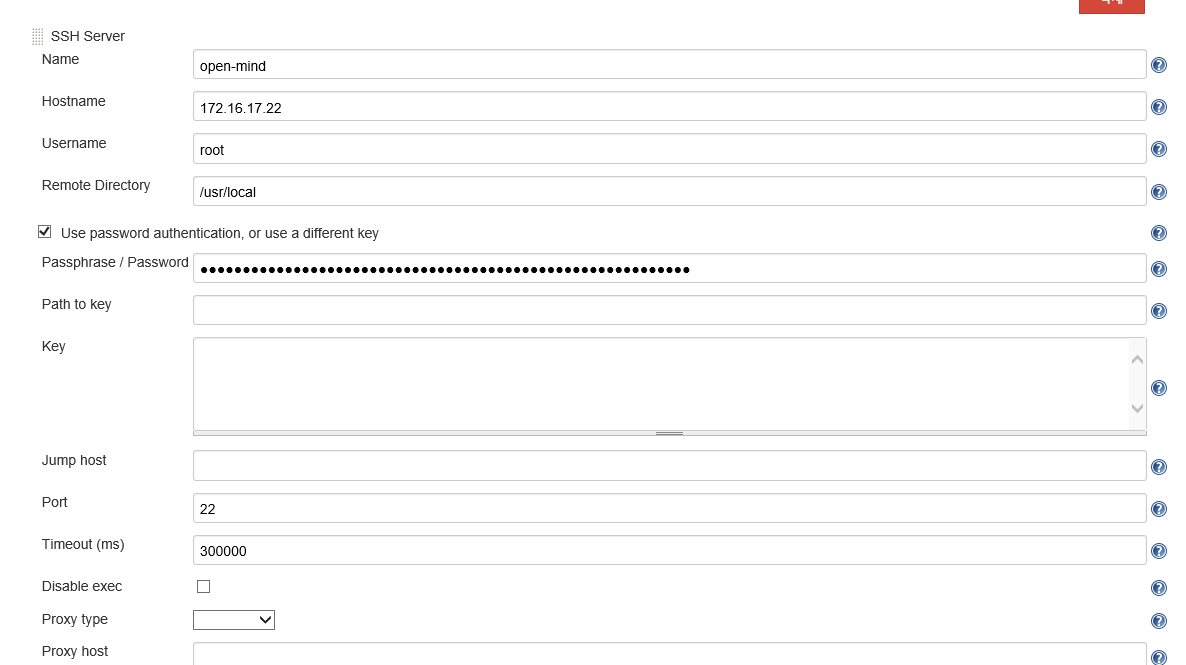 SSH Server
Name
open-mind
Hostname
172.16.17.22
Username
root
Remote Directory
/usr/local
Use password authentication, or use a different key
Passphrase / Password
Path to key
Key
Jump host
Port
22
Timeout (ms)
300000
Disable exec
Proxy type
Proxy host